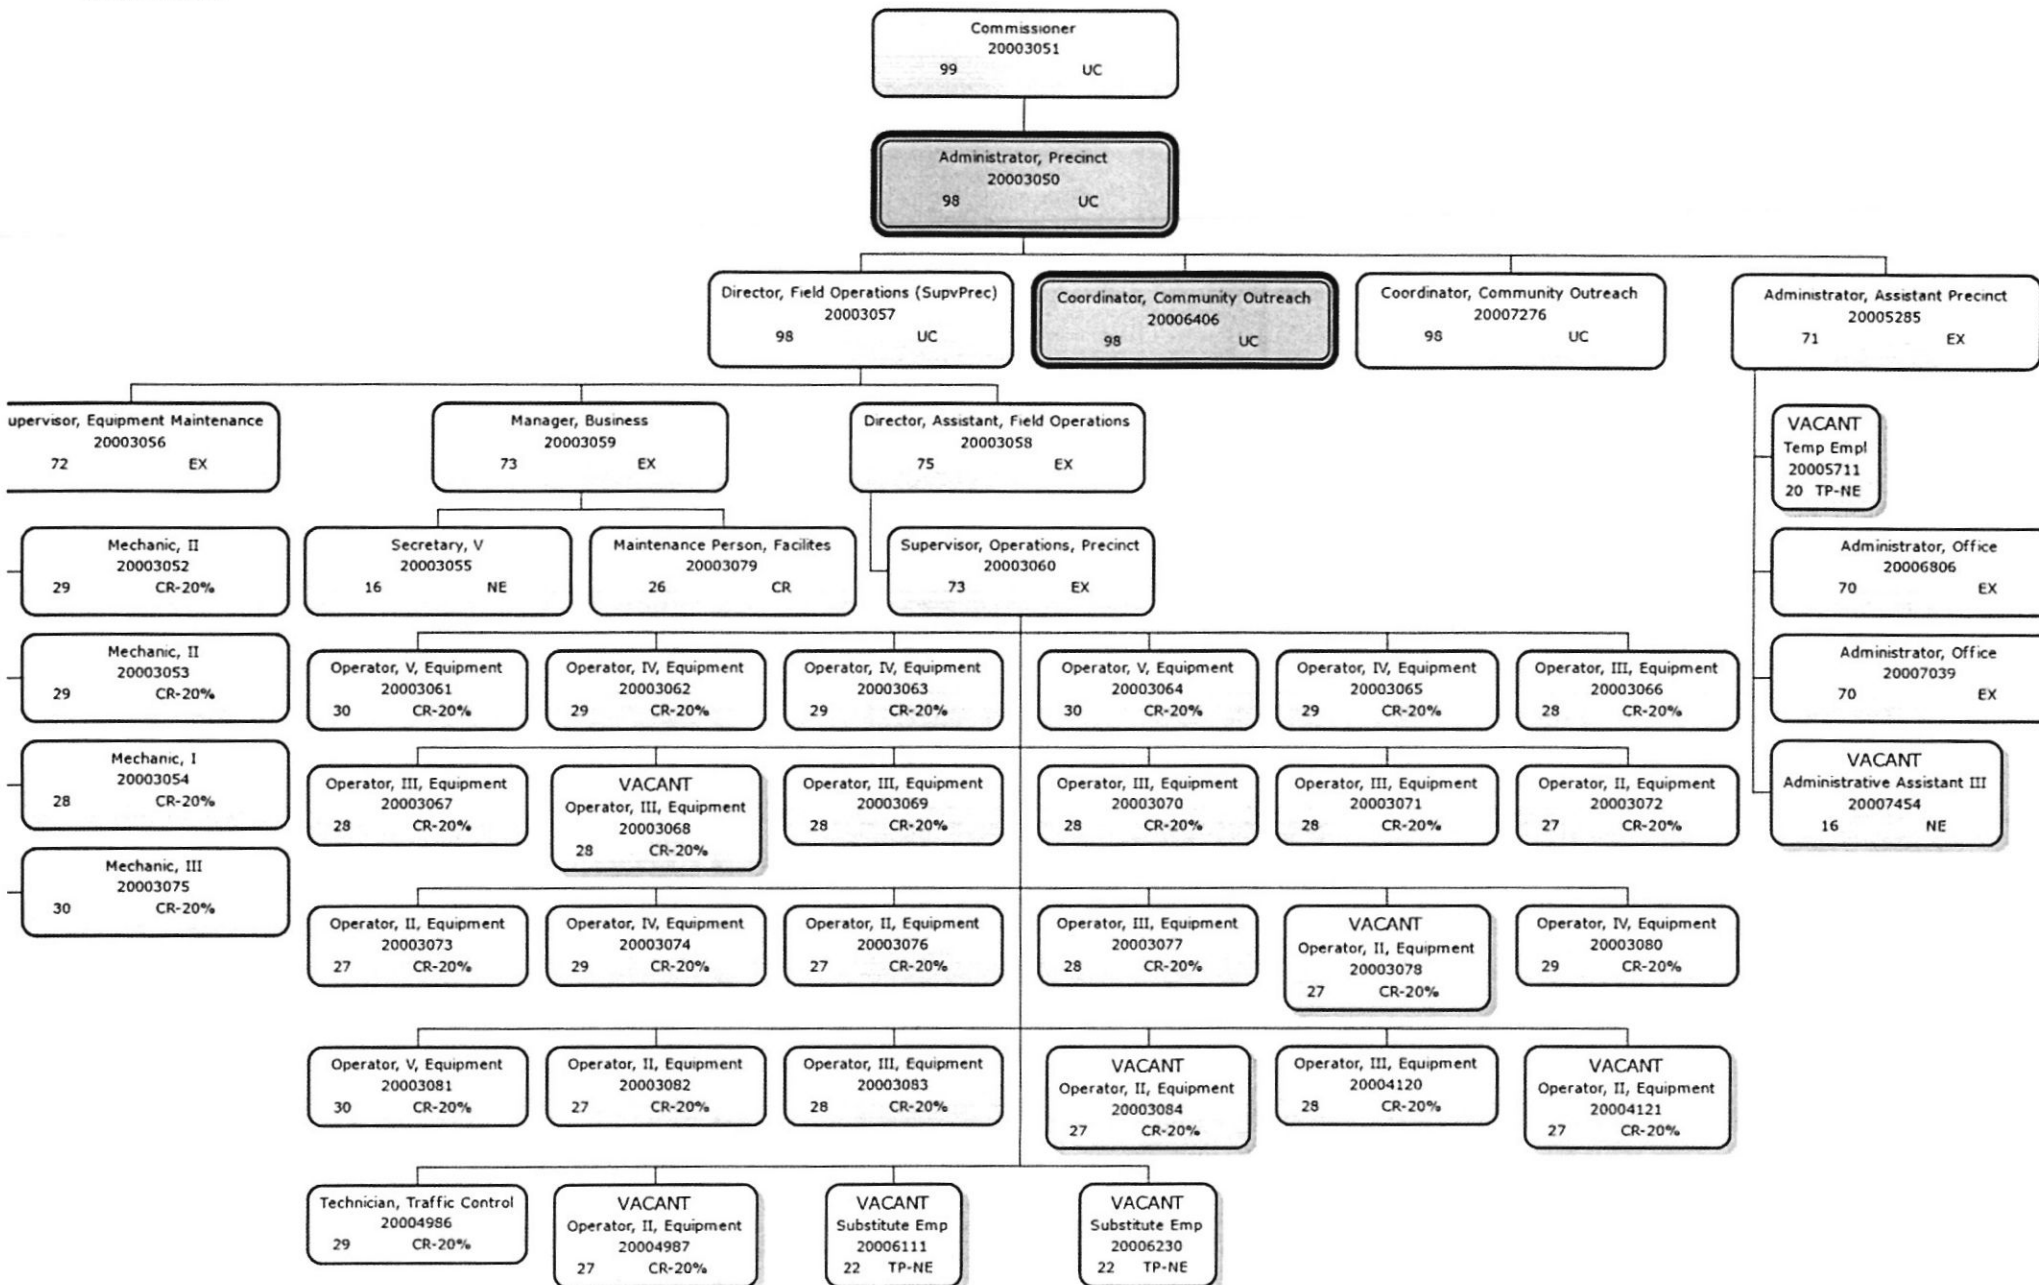 Commissioner
20003051
99 UC
Administrator, Precinct
20003050
98 UC
Director, Field Operations (SupvPrec)
20003057
98 UC
Coordinator, Community Outreach
20006406
98 UC
Coordinator, Community Outreach
20007276
98 UC
Administrator, Assistant Precinct
20005285
71 EX
upervisor, Equipment Maintenance
20003056
72 EX
Manager, Business
20003059
73 EX
Director, Assistant, Field Operations
20003058
75 EX
VACANT
Temp Empl
20005711
20 TP-NE
Mechanic, II
20003052
29 CR-20%
Secretary, V
20003055
16 NE
Maintenance Person, Facilites
20003079
26 CR
Supervisor, Operations, Precinct
20003060
73 EX
Administrator, Office
20006806
70 EX
Mechanic, II
20003053
29 CR-20%
Operator, V, Equipment
20003061
30 CR-20%
Operator, IV, Equipment
20003062
29 CR-20%
Operator, IV, Equipment
20003063
29 CR-20%
Operator, V, Equipment
20003064
30 CR-20%
Operator, IV, Equipment
20003065
29 CR-20%
Operator, III, Equipment
20003066
28 CR-20%
Administrator, Office
20007039
70 EX
Mechanic, I
20003054
28 CR-20%
Operator, III, Equipment
20003067
28 CR-20%
VACANT
Operator, III, Equipment
20003068
28 CR-20%
Operator, III, Equipment
20003069
28 CR-20%
Operator, III, Equipment
20003070
28 CR-20%
Operator, III, Equipment
20003071
28 CR-20%
Operator, II, Equipment
20003072
27 CR-20%
VACANT
Administrative Assistant III
20007454
16 NE
Mechanic, III
20003075
30 CR-20%
Operator, II, Equipment
20003073
27 CR-20%
Operator, IV, Equipment
20003074
29 CR-20%
Operator, II, Equipment
20003076
27 CR-20%
Operator, III, Equipment
20003077
28 CR-20%
VACANT
Operator, II, Equipment
20003078
27 CR-20%
Operator, IV, Equipment
20003080
29 CR-20%
Operator, V, Equipment
20003081
30 CR-20%
Operator, II, Equipment
20003082
27 CR-20%
Operator, III, Equipment
20003083
28 CR-20%
VACANT
Operator, II, Equipment
20003084
27 CR-20%
Operator, III, Equipment
20004120
28 CR-20%
VACANT
Operator, II, Equipment
20004121
27 CR-20%
Technician, Traffic Control
20004986
29 CR-20%
VACANT
Operator, II, Equipment
20004987
27 CR-20%
VACANT
Substitute Emp
20006111
22 TP-NE
VACANT
Substitute Emp
20006230
22 TP-NE